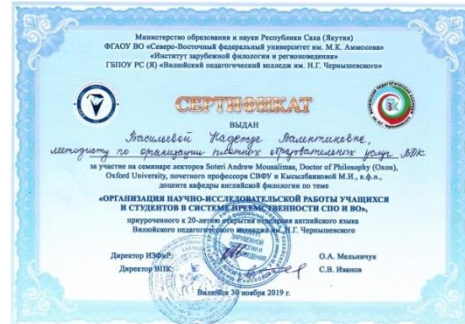 Министерство образования и науки Республики Саха (Якутия)
ФГАОУ ВО «Северо-Восточный федеральный университет им. М.К. Аммосова»
«Институт зарубежной филологии и регионоведения»
ГБПОУ РС (Я) «Вилюйский педагогический колледж им. Н.Г. Чернышевского»
СЕРТИФИКАТ
ВЫДАН
Васильевой Надежде Валентиновне,
методисту по организации платных образовательных услуг ВПК
за участие на семинаре лекторов Soteri Andrew Mousalimas, Doctor of Philosophy (Oxon),
Oxford University, почетного профессора СВФУ и Кысылбаиковой М.И., к.ф.н.,
доцента кафедры английской филологии по теме
«ОРГАНИЗАЦИЯ НАУЧНО-ИССЛЕДОВАТЕЛЬСКОЙ РАБОТЫ УЧАЩИХСЯ
И СТУДЕНТОВ В СИСТЕМЕ ПРЕЕМСТВЕННОСТИ СПО И ВО»,
приуроченного к 20-летию открытия отделения английского языка
Вилюйского педагогического колледжа им. Н.Г. Чернышевского
Директор ИЗФиР: О.А. Мельничук
Директор ВПК: С.В. Иванов
Вилюйск 30 ноября 2019 г.